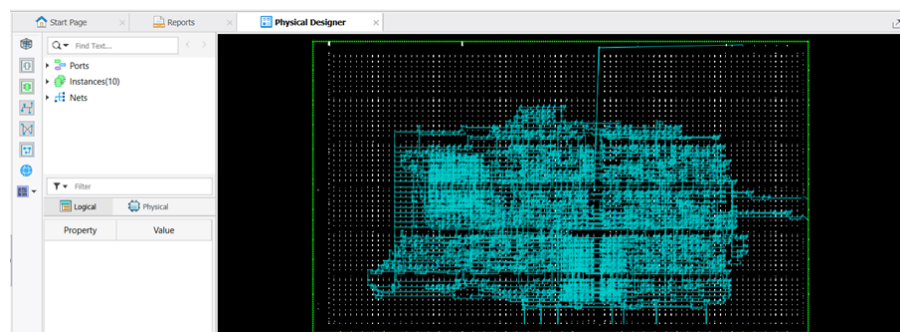 Start Page
Reports
Physical Designer
Find Text...
Ports
Instances(10)
Nets
Filter
Logical
Physical
Property Value